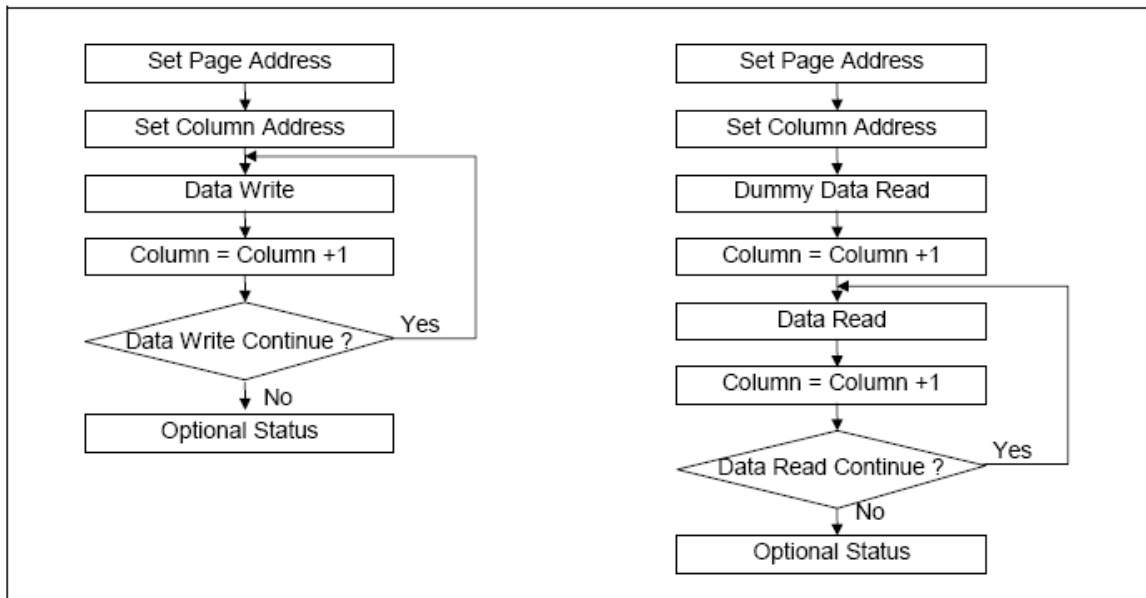 Set Page Address
Set Column Address
Data Write
Column = Column +1
Data Write Continue ?
Yes
No
Optional Status
Set Page Address
Set Column Address
Dummy Data Read
Column = Column +1
Data Read
Column = Column +1
Data Read Continue ?
Yes
No
Optional Status